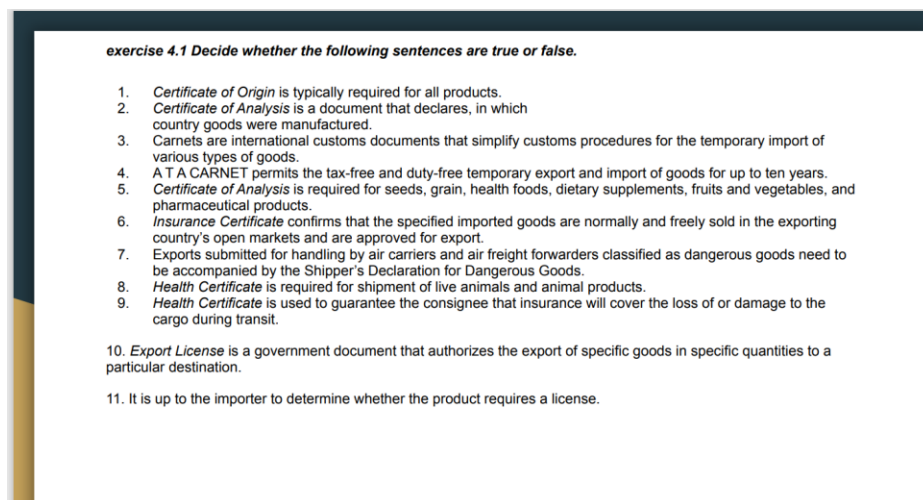 exercise 4.1 Decide whether the following sentences are true or false.
1. Certificate of Origin is typically required for all products.
2. Certificate of Analysis is a document that declares, in which
country goods were manufactured.
3. Carnets are international customs documents that simplify customs procedures for the temporary import of
various types of goods.
4. A T A CARNET permits the tax-free and duty-free temporary export and import of goods for up to ten years.
5. Certificate of Analysis is required for seeds, grain, health foods, dietary supplements, fruits and vegetables, and
pharmaceutical products.
6. Insurance Certificate confirms that the specified imported goods are normally and freely sold in the exporting
country's open markets and are approved for export.
7. Exports submitted for handling by air carriers and air freight forwarders classified as dangerous goods need to
be accompanied by the Shipper's Declaration for Dangerous Goods.
8. Health Certificate is required for shipment of live animals and animal products.
9. Health Certificate is used to guarantee the consignee that insurance will cover the loss of or damage to the
cargo during transit.
10. Export License is a government document that authorizes the export of specific goods in specific quantities to a
particular destination.
11. It is up to the importer to determine whether the product requires a license.